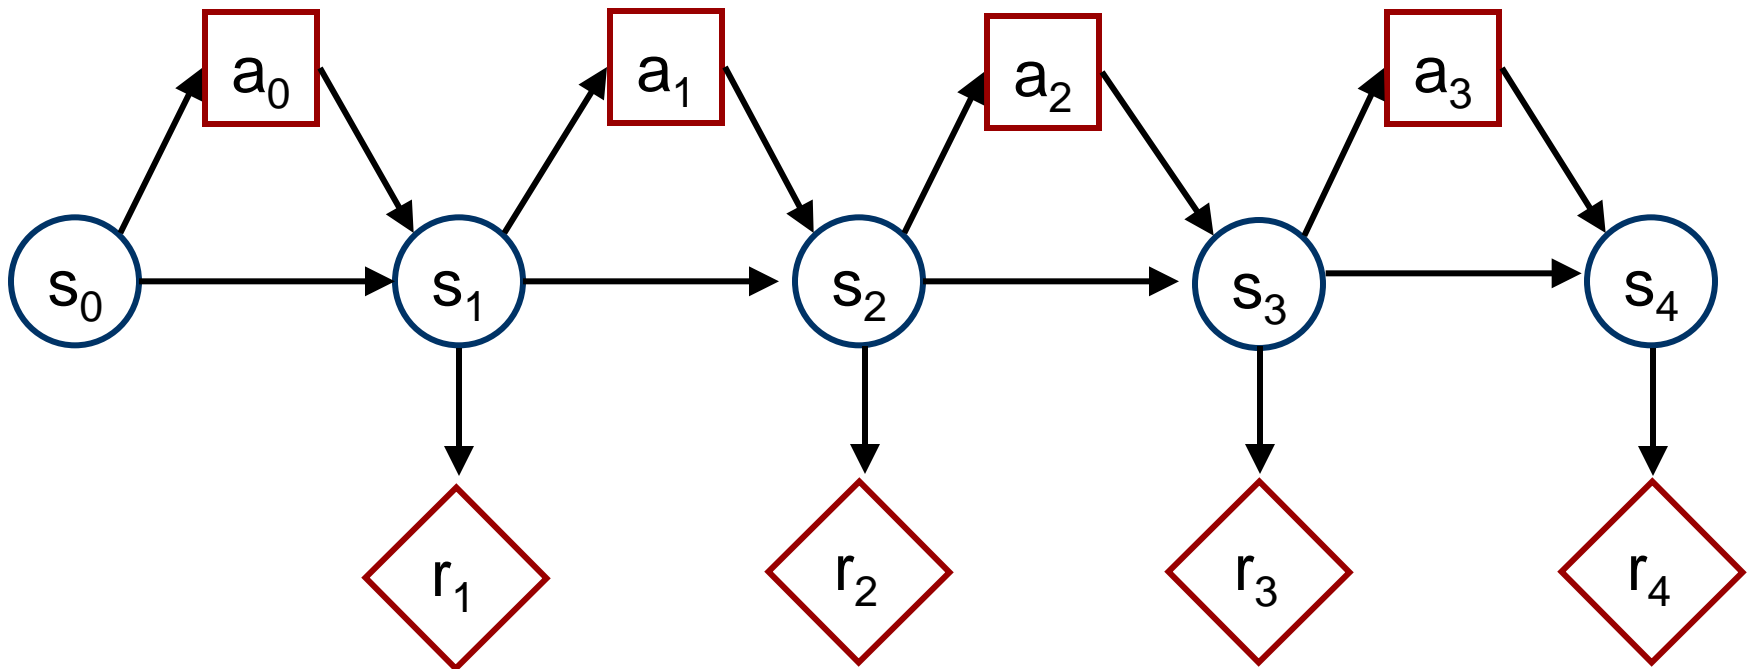 a₀ a₁ a₂ a₃
s₀ s₁ s₂ s₃ s₄
r₁ r₂ r₃ r₄